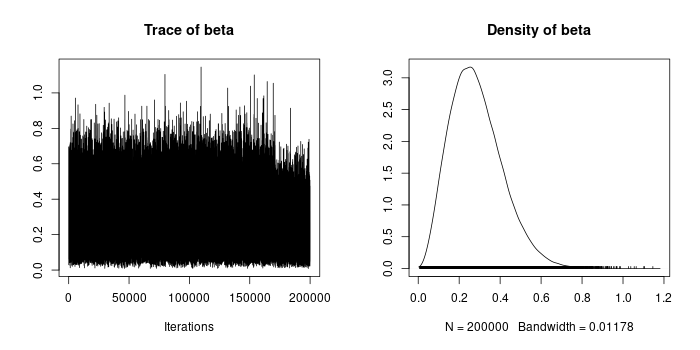 Trace of beta
0.0 0.2 0.4 0.6 0.8 1.0
0 50000 100000 150000 200000
Iterations
Density of beta
0.0 0.5 1.0 1.5 2.0 2.5 3.0
0.0 0.2 0.4 0.6 0.8 1.0 1.2
N = 200000 Bandwidth = 0.01178